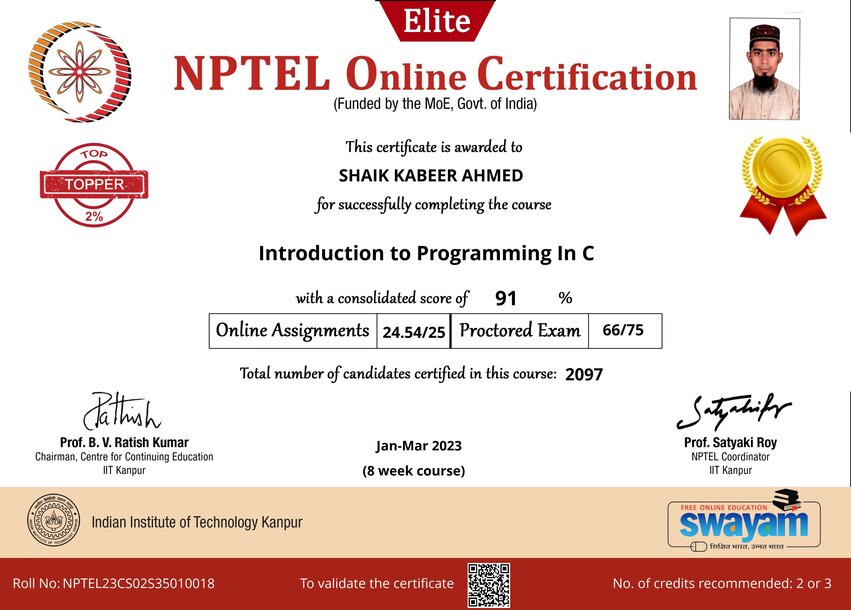 Elite
NPTEL Online Certification
(Funded by the MoE, Govt. of India)
This certificate is awarded to
SHAIK KABEER AHMED
for successfully completing the course
TOP
TOPPER
2%
Introduction to Programming In C
with a consolidated score of 91 %
Online Assignments 24.54/25 Proctored Exam 66/75
Total number of candidates certified in this course: 2097
Prof. B. V. Ratish Kumar
Chairman, Centre for Continuing Education
IIT Kanpur
Jan-Mar 2023
(8 week course)
Prof. Satyaki Roy
NPTEL Coordinator
IIT Kanpur
Indian Institute of Technology Kanpur
FREE ONLINE EDUCATION
swayam
शिक्षित भारत, उन्नत भारत
Roll No: NPTEL23CS02S35010018
To validate the certificate
No. of credits recommended: 2 or 3